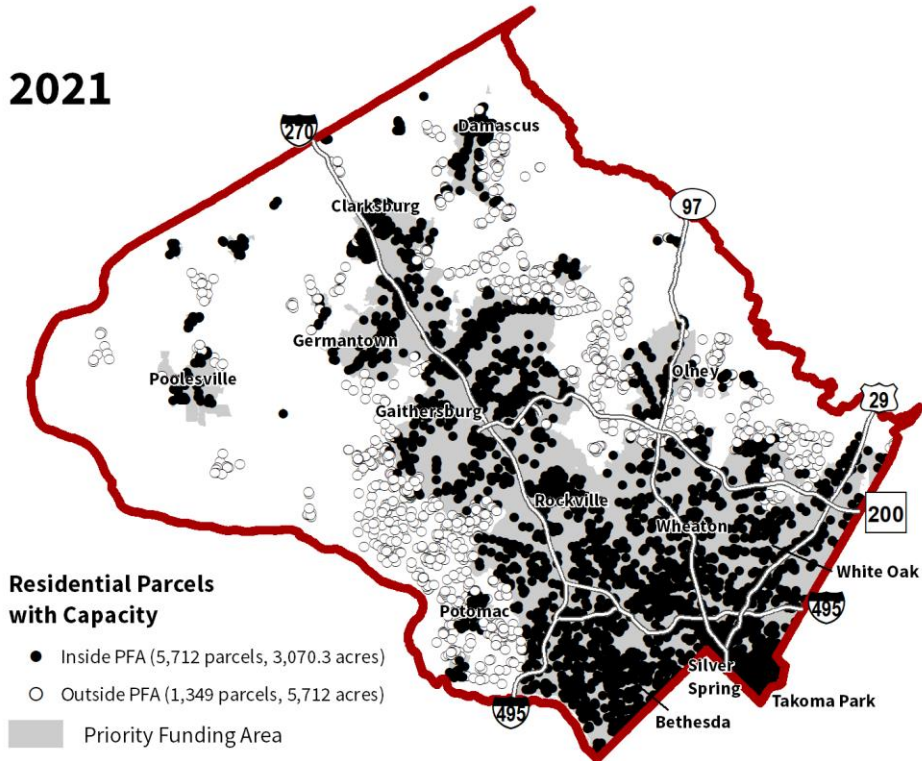 2021
270
Damascus
Clarksburg
97
Germantown
Poolesville
Olney
29
Gaithersburg
Rockville
Wheaton
200
White Oak
495
Potomac
Silver
Spring
Takoma Park
Bethesda
495
Residential Parcels
with Capacity
Inside PFA (5,712 parcels, 3,070.3 acres)
Outside PFA (1,349 parcels, 5,712 acres)
Priority Funding Area